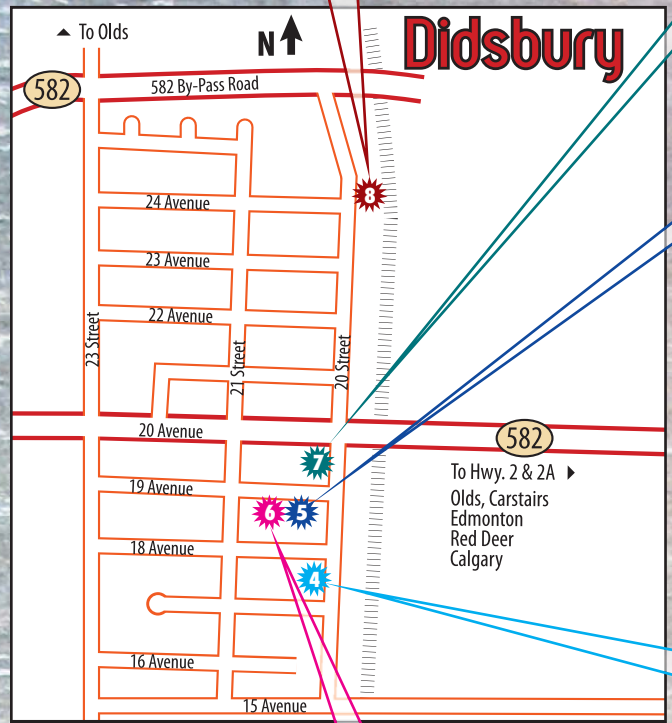 Didsbury
To Olds
N
582
582 By-Pass Road
8
24 Avenue
23 Avenue
22 Avenue
23 Street
21 Street
20 Street
20 Avenue
582
7
To Hwy. 2 & 2A
Olds, Carstairs
Edmonton
Red Deer
Calgary
19 Avenue
6
5
18 Avenue
4
16 Avenue
15 Avenue